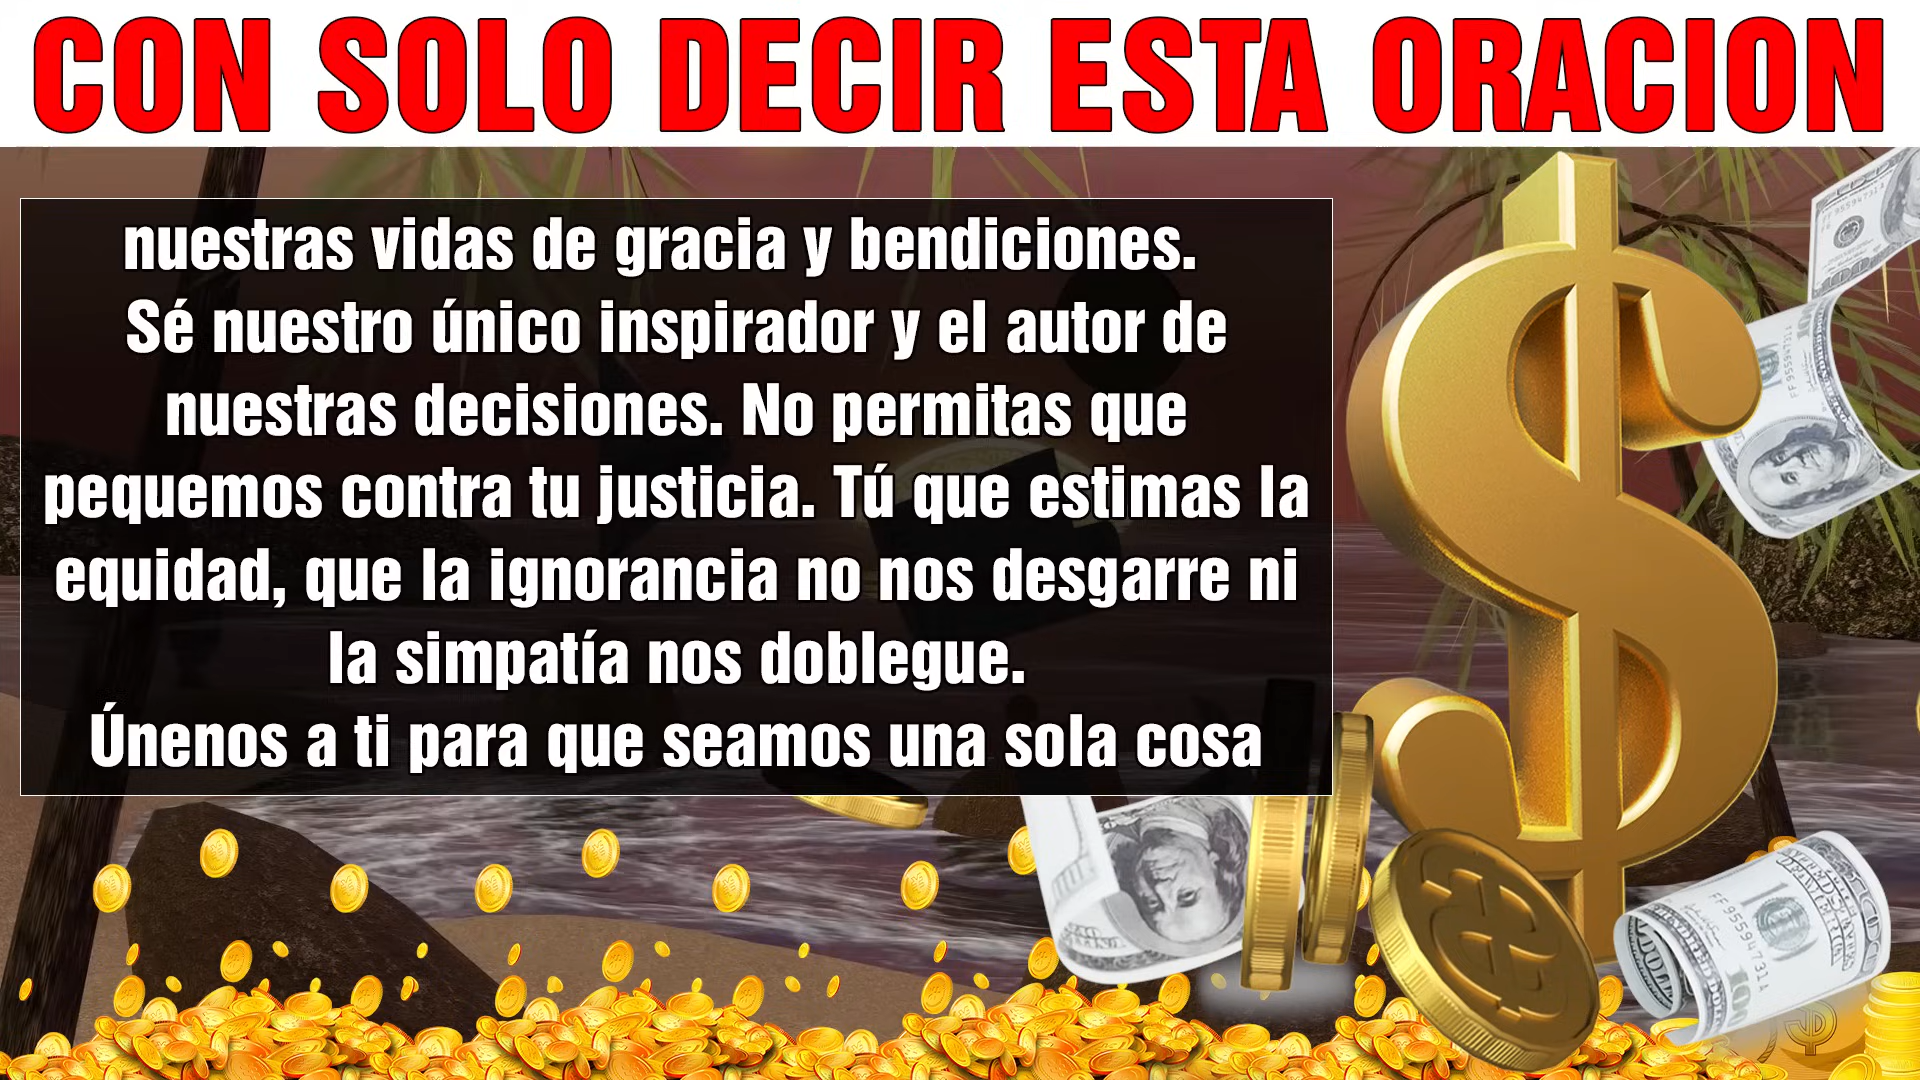 CON SOLO DECIR ESTA ORACION
nuestras vidas de gracia y bendiciones.
Sé nuestro único inspirador y el autor de
nuestras decisiones. No permitas que
pequemos contra tu justicia. Tú que estimas la
equidad, que la ignorancia no nos desgarre ni
la simpatía nos doblegue.
Únenos a ti para que seamos una sola cosa